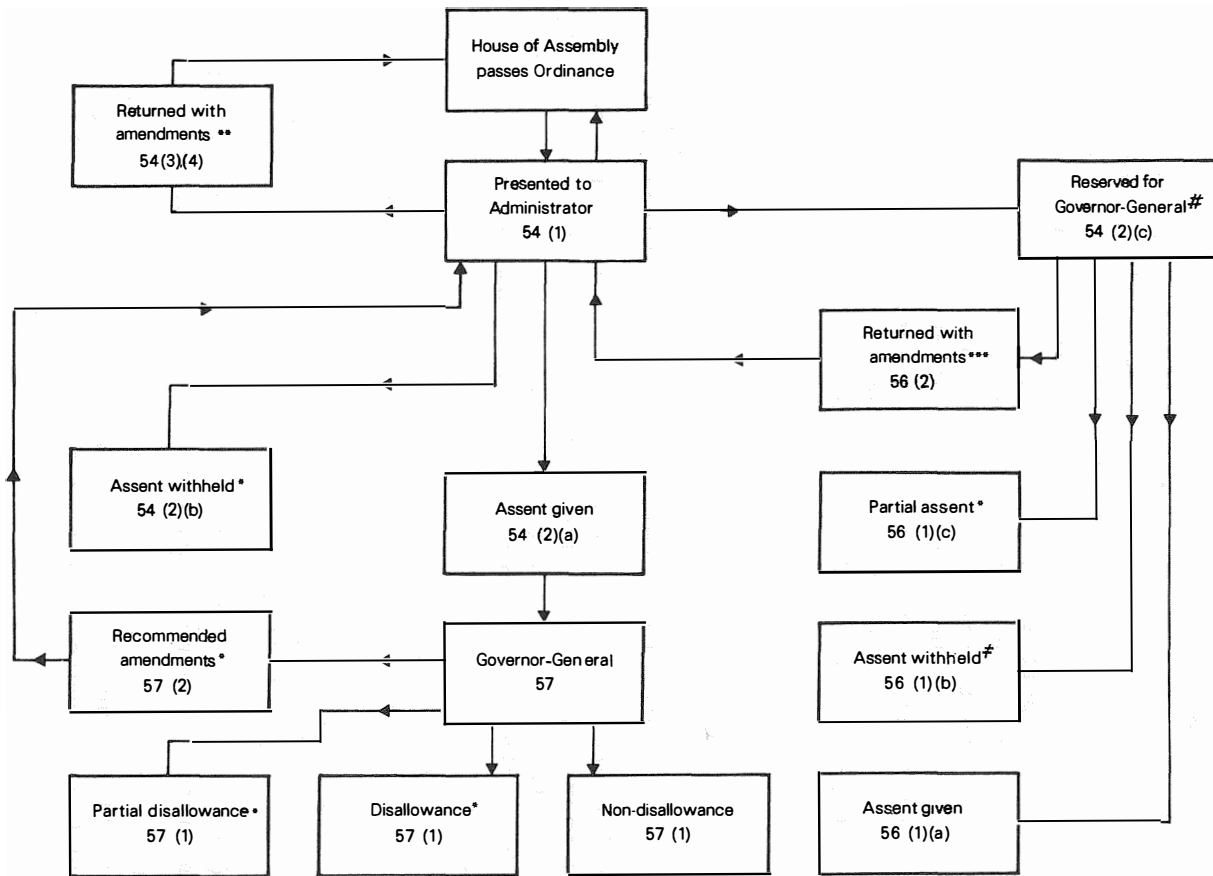 House of Assembly
passes Ordinance
Returned with
amendments **
54(3),(4)
Presented to
Administrator
54 (1)
Reserved for
Governor-General#
54 (2)(c)
Returned with
amendments ***
56 (2)
Assent withheld *
54 (2)(b)
Assent given
54 (2)(a)
Partial assent *
56 (1)(c)
Recommended
amendments *
57 (2)
Governor-General
57
Assent withheld≠
56 (1)(b)
Partial disallowance •
57 (1)
Disallowance*
57 (1)
Non-disallowance
57 (1)
Assent given
56 (1)(a)